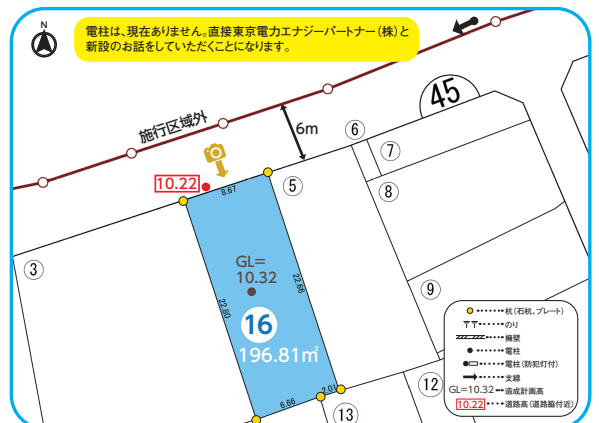 N
電柱は、現在ありません。直接東京電力エナジーパートナー(株)と
新設のお話をしていただくことになります。
45
施行区域外
6m
⑥
⑦
10.22
8.67
⑤
⑧
③
GL=
10.32
22.66
22.80
⑨
16
196.81㎡
6.66
2.01
⑬
⑫
杭(石杭、プレート)
のり
擁壁
電柱
電柱(防犯灯付)
支線
GL=10.32 造成計画高
10.22 道路高(道路脇付近)